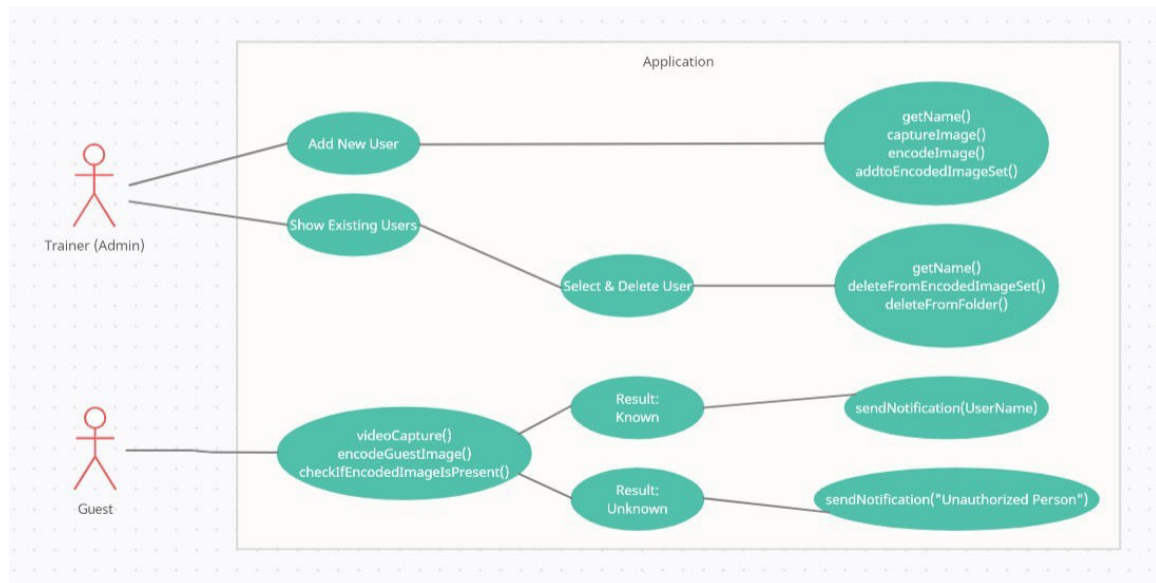 Application
Add New User
getName()
captureImage()
encodeImage()
addtoEncodedImageSet()
Trainer (Admin)
Show Existing Users
Select & Delete User
getName()
deleteFromEncodedImageSet()
deleteFromFolder()
Guest
videoCapture()
encodeGuestImage()
checkIfEncodedImageIsPresent()
Result:
Known
sendNotification(UserName)
Result:
Unknown
sendNotification("Unauthorized Person")